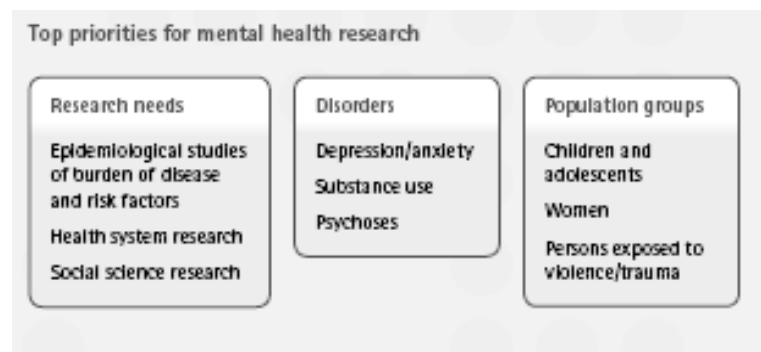 Top priorities for mental health research
Research needs
Epidemiological studies
of burden of disease
and risk factors
Health system research
Social science research
Disorders
Depression/anxiety
Substance use
Psychoses
Population groups
Children and
adolescents
Women
Persons exposed to
violence/trauma